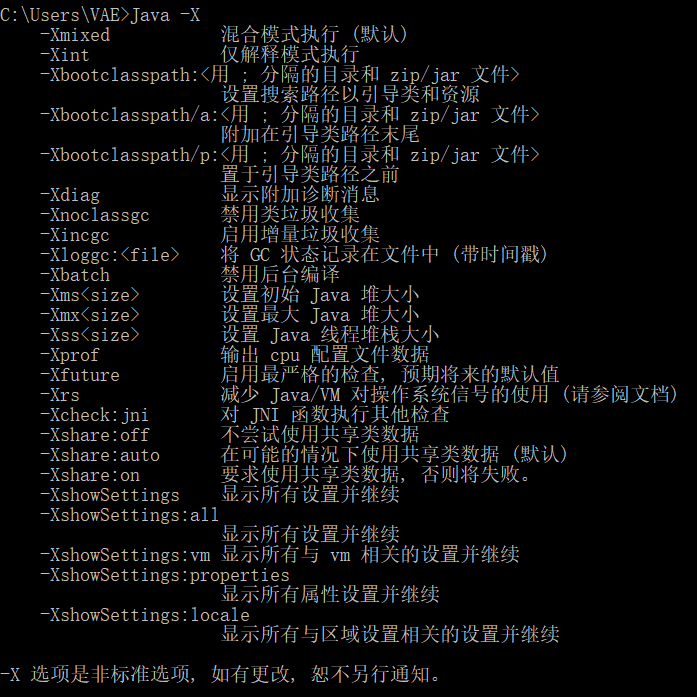 C:\Users\VAE>Java -X
-Xmixed 混合模式执行 (默认)
-Xint 仅解释模式执行
-Xbootclasspath:<用 ; 分隔的目录和 zip/jar 文件>
设置搜索路径以引导类和资源
-Xbootclasspath/a:<用 ; 分隔的目录和 zip/jar 文件>
附加在引导类路径末尾
-Xbootclasspath/p:<用 ; 分隔的目录和 zip/jar 文件>
置于引导类路径之前
-Xdiag 显示附加诊断消息
-Xnoclassgc 禁用类垃圾收集
-Xincgc 启用增量垃圾收集
-Xloggc:<file> 将 GC 状态记录在文件中 (带时间戳)
-Xbatch 禁用后台编译
-Xms<size> 设置初始 Java 堆大小
-Xmx<size> 设置最大 Java 堆大小
-Xss<size> 设置 Java 线程堆栈大小
-Xprof 输出 cpu 配置文件数据
-Xfuture 启用最严格的检查, 预期将来的默认值
-Xrs 减少 Java/VM 对操作系统信号的使用 (请参阅文档)
-Xcheck:jni 对 JNI 函数执行其他检查
-Xshare:off 不尝试使用共享类数据
-Xshare:auto 在可能的情况下使用共享类数据 (默认)
-Xshare:on 要求使用共享类数据, 否则将失败。
-XshowSettings 显示所有设置并继续
-XshowSettings:all
显示所有设置并继续
-XshowSettings:vm 显示所有与 vm 相关的设置并继续
-XshowSettings:properties
显示所有属性设置并继续
-XshowSettings:locale
显示所有与区域设置相关的设置并继续
-X 选项是非标准选项, 如有更改, 恕不另行通知。